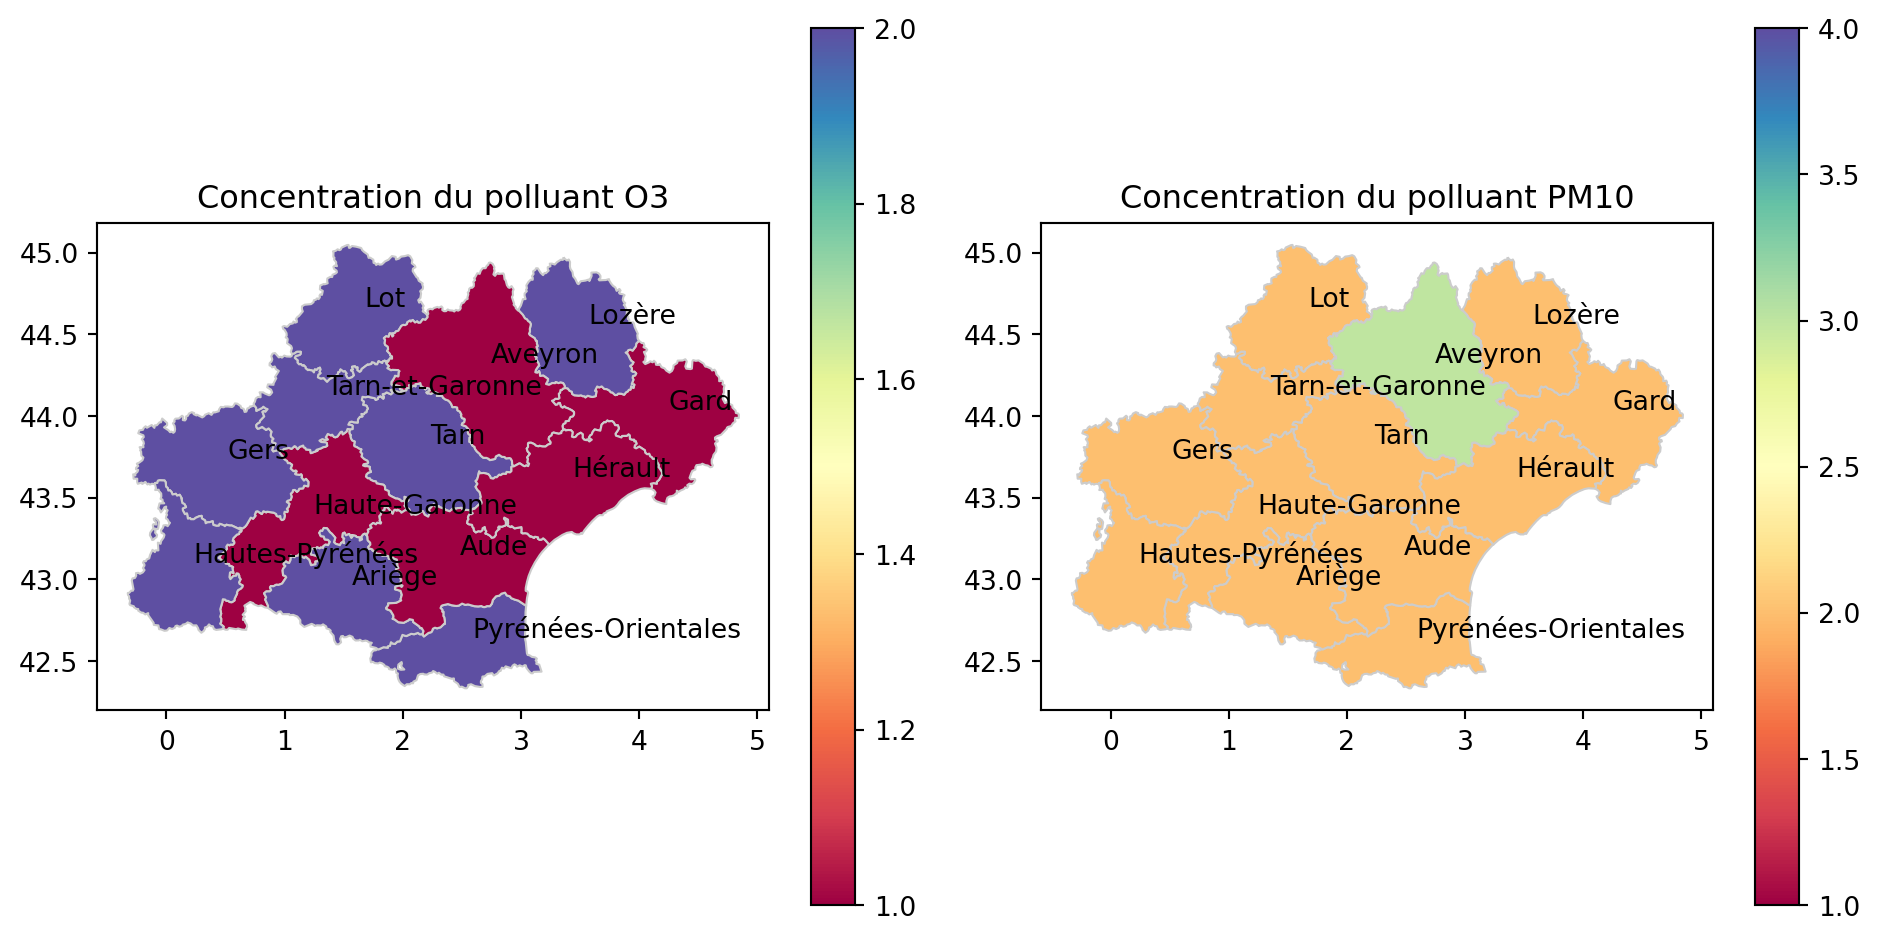 Concentration du polluant O3
45.0
44.5
44.0
43.5
43.0
42.5
0 1 2 3 4 5
Lot
Lozère
Aveyron
Tarn-et-Garonne
Gard
Tarn
Gers
Hérault
Haute-Garonne
Aude
Hautes-Pyrénées
Ariège
Pyrénées-Orientales
2.0
1.8
1.6
1.4
1.2
1.0
Concentration du polluant PM10
45.0
44.5
44.0
43.5
43.0
42.5
0 1 2 3 4 5
Lot
Lozère
Aveyron
Tarn-et-Garonne
Gard
Tarn
Gers
Hérault
Haute-Garonne
Aude
Hautes-Pyrénées
Ariège
Pyrénées-Orientales
4.0
3.5
3.0
2.5
2.0
1.5
1.0